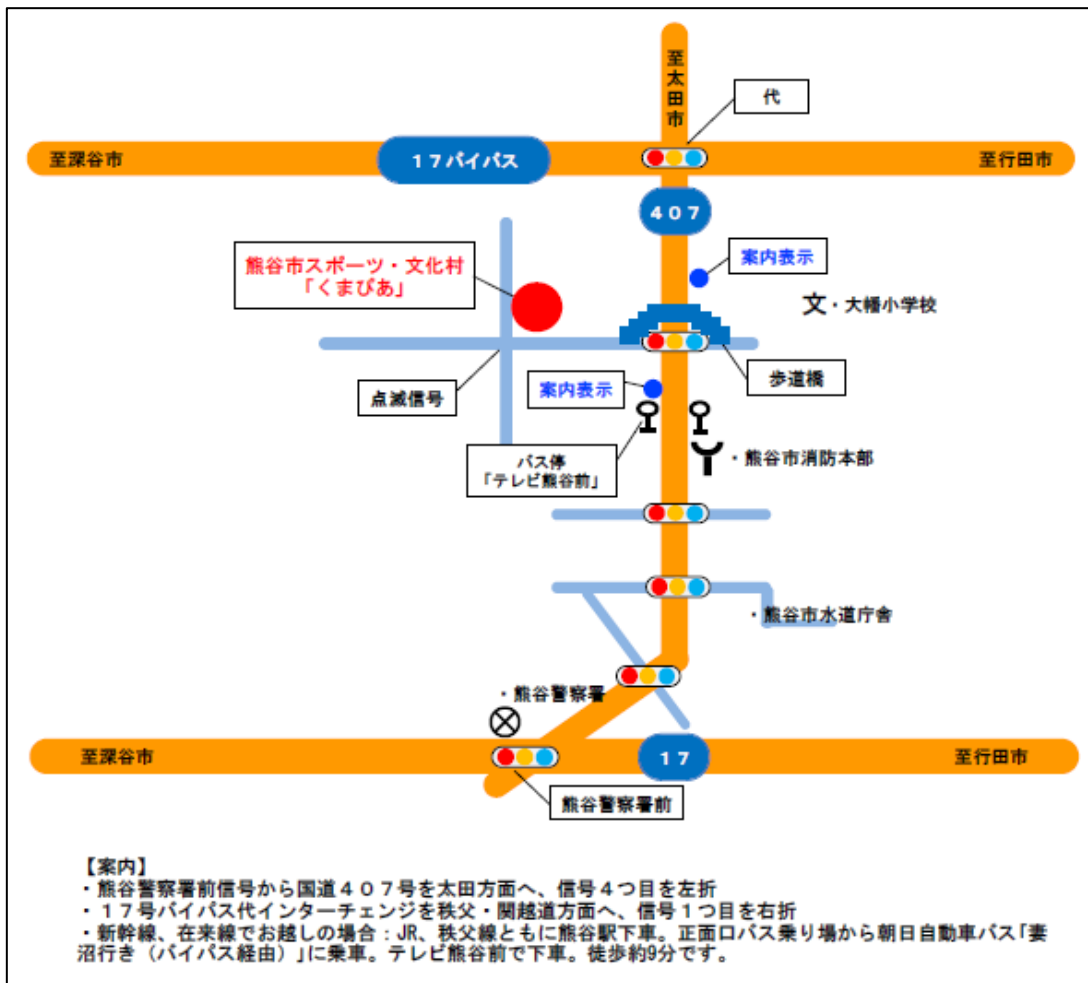 至太田市
代
至深谷市
17バイパス
至行田市
407
熊谷市スポーツ・文化村
「くまぴあ」
案内表示
文・大幡小学校
点滅信号
案内表示
歩道橋
バス停
「テレビ熊谷前」
・熊谷市消防本部
・熊谷市水道庁舎
・熊谷警察署
至深谷市
17
至行田市
熊谷警察署前
【案内】
・熊谷警察署前信号から国道407号を太田方面へ、信号4つ目を左折
・17号バイパス代インターチェンジを秩父・関越道方面へ、信号1つ目を右折
・新幹線、在来線でお越しの場合：JR、秩父線ともに熊谷駅下車。正面口バス乗り場から朝日自動車バス「妻
沼行き（バイパス経由）」に乗車。テレビ熊谷前で下車。徒歩約9分です。